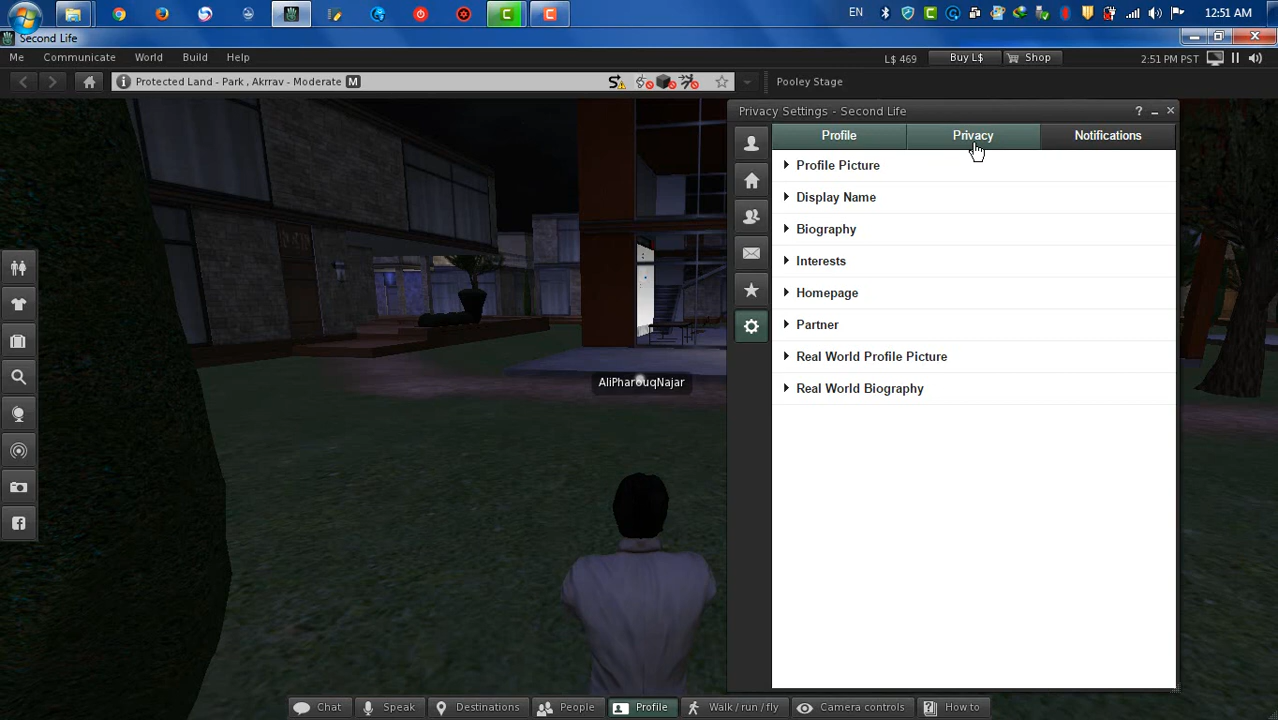 EN
12:51 AM
Second Life
Me Communicate World Build Help
L$ 469 Buy L$ Shop 2:51 PM PST
Protected Land - Park , Akrrav - Moderate M
Pooley Stage
Privacy Settings - Second Life ?
Profile Privacy Notifications
Profile Picture
Display Name
Biography
Interests
Homepage
Partner
Real World Profile Picture
Real World Biography
AliPharouqNajar
Chat Speak Destinations People Profile Walk / run / fly Camera controls How to